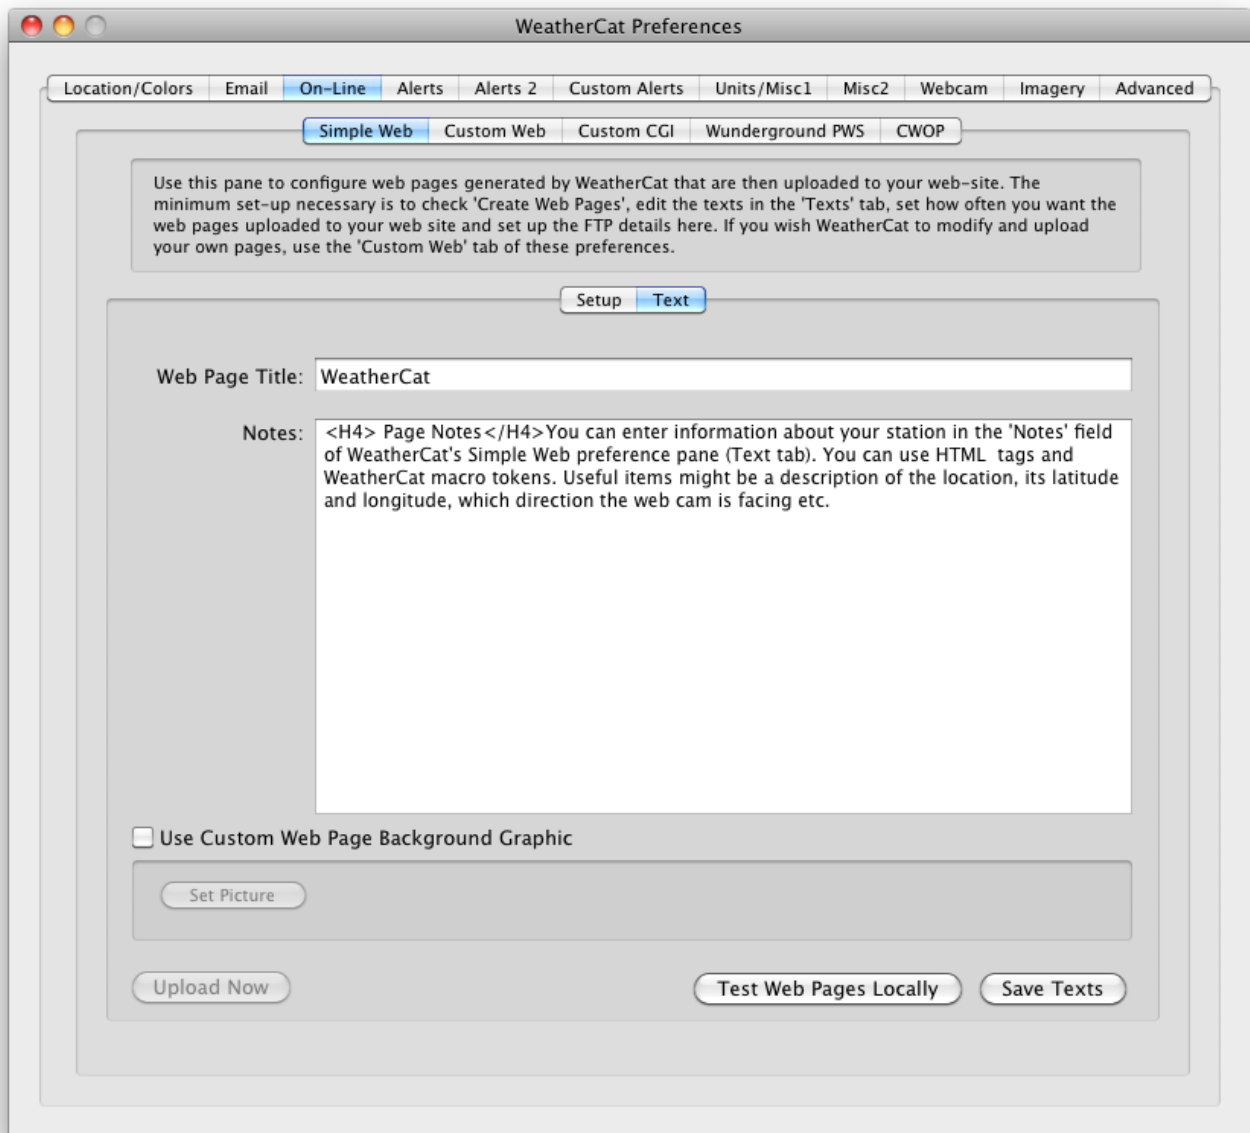 WeatherCat Preferences
Location/Colors Email On-Line Alerts Alerts 2 Custom Alerts Units/Misc1 Misc2 Webcam Imagery Advanced
Simple Web Custom Web Custom CGI Wunderground PWS CWOP
Use this pane to configure web pages generated by WeatherCat that are then uploaded to your web-site. The
minimum set-up necessary is to check 'Create Web Pages', edit the texts in the 'Texts' tab, set how often you want the
web pages uploaded to your web site and set up the FTP details here. If you wish WeatherCat to modify and upload
your own pages, use the 'Custom Web' tab of these preferences.
Setup Text
Web Page Title: WeatherCat
Notes: <H4> Page Notes</H4>You can enter information about your station in the 'Notes' field
of WeatherCat's Simple Web preference pane (Text tab). You can use HTML  tags and
WeatherCat macro tokens. Useful items might be a description of the location, its latitude
and longitude, which direction the web cam is facing etc.
Use Custom Web Page Background Graphic
Set Picture
Upload Now Test Web Pages Locally Save Texts